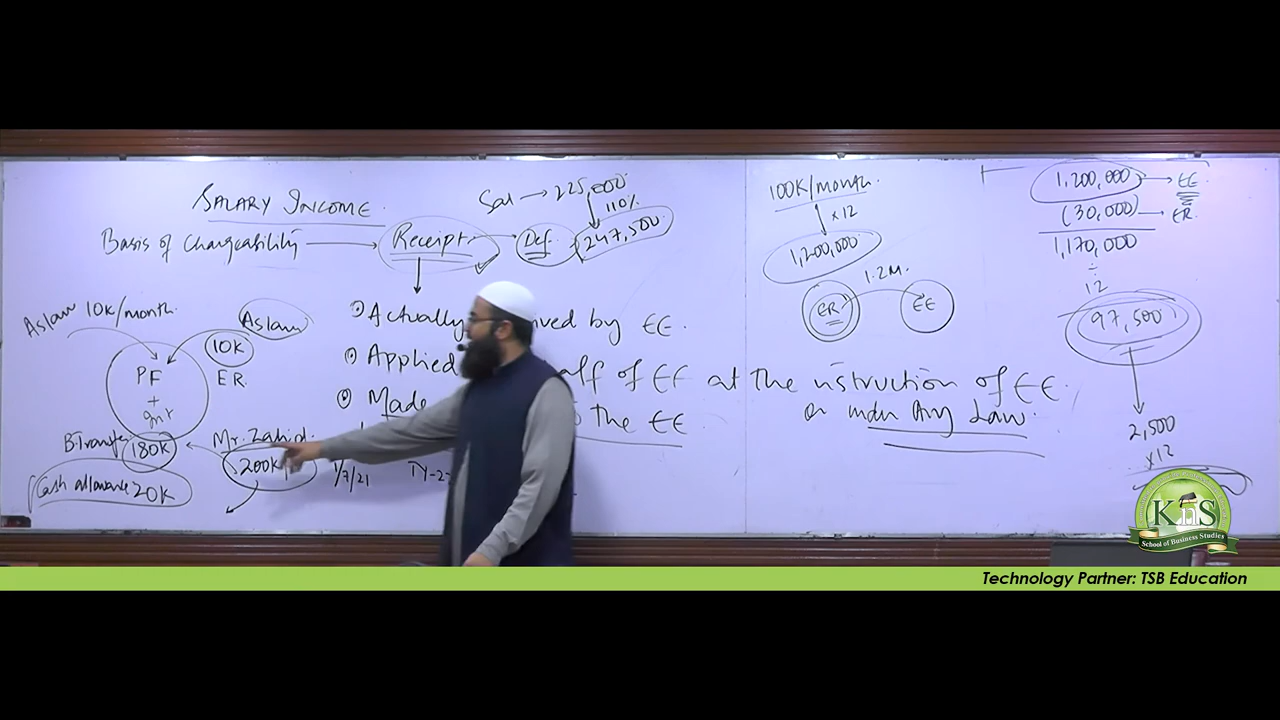 SALARY INCOME
Sal → 225,000
110%
247,500
Basis of Chargeability → Receipt → Def.
Aslam 10K/month.
Aslam
10K
ER.
PF
+
B.Transfer 180K
Cash allowance 20K
Mr. Zahid.
200K
1/7/21
TY-22
Actually ived by EE.
Applied alf of EE at the instruction of EE.
or under Any Law.
Made to the EE
100K/month.
x12
1,200,000
1.2M.
ER
EE
1,200,000 → EE
(30,000) — ER.
1,170,000
÷
12
97,500
2,500
x12
KnS
School of Business Studies
Technology Partner: TSB Education